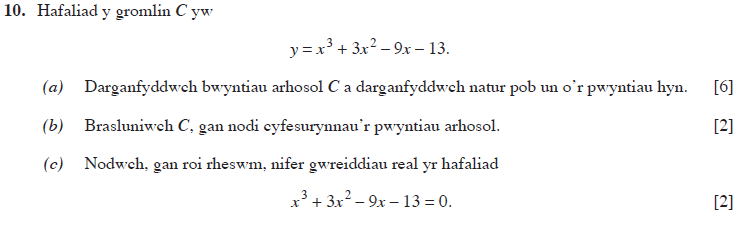 10. Hafaliad y gromlin C yw
y = x³ + 3x² – 9x – 13.
(a) Darganfyddwch bwyntiau arhosol C a darganfyddwch natur pob un o'r pwyntiau hyn. [6]
(b) Brasluniwch C, gan nodi cyfesurynnau'r pwyntiau arhosol. [2]
(c) Nodwch, gan roi rheswm, nifer gwreiddiau real yr hafaliad
x³ + 3x² – 9x – 13 = 0. [2]